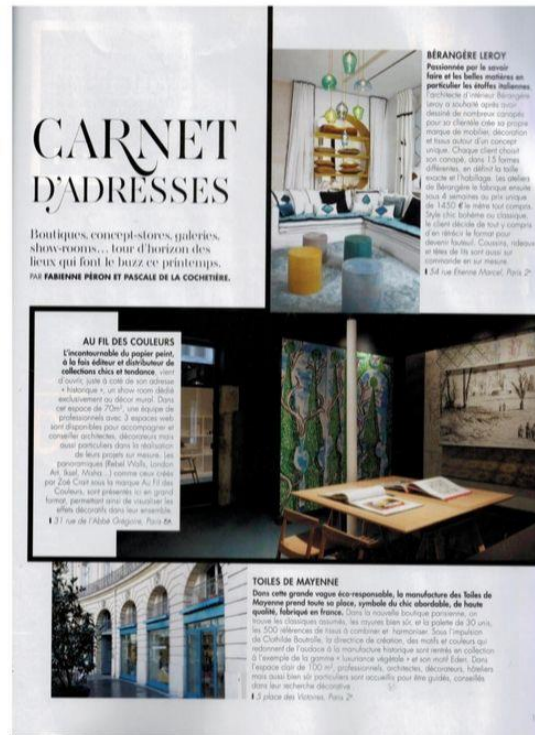 CARNET
D'ADRESSES
Boutiques, concept-stores, galeries,
show-rooms... tour d'horizon des
lieux qui font le buzz ce printemps.
PAR FABIENNE PÉRON ET PASCALE DE LA COCHETIÈRE.
BÉRANGÈRE LEROY
Passionnée par le savoir
faire et les belles matières en
particulier les étoffes italiennes
l'architecte d'intérieur Bérangère
Leroy a souhaité après avoir
dessiné de nombreux canapés
pour sa clientèle crée sa propre
marque de mobilier, décoration
et tissus autour d'un concept
unique. Chaque client choisit
son canapé, dans 15 formes
différentes, en définit la taille
exacte et l'habillage. Les ateliers
de Bérangère le fabrique ensuite
sous 4 semaines au prix unique
de 1450 € le mètre tout compris.
Style chic bohème ou classique,
le client décide de tout y compris
d'en rétrécir le format pour
devenir fauteuil. Coussins, rideaux
et têtes de lits sont aussi sur
commande en sur mesure.
54 rue Etienne Marcel, Paris 2e
AU FIL DES COULEURS
L'incontournable du papier peint,
à la fois éditeur et distributeur de
collections chics et tendance, vient
d'ouvrir, juste à coté de son adresse
« historique », un show-room dédié
exclusivement au décor mural. Dans
cet espace de 70m², une équipe de
professionnels avec 3 espaces web
sont disponibles pour accompagner et
conseiller architectes, décorateurs mais
aussi particuliers dans la réalisation
de leurs projets sur mesure. Les
panoramiques (Rebel Walls, London
Art, Iksel, Misha...) comme ceux créés
par Zoé Crait sous la marque Au Fil des
Couleurs, sont présentés ici en grand
format, permettant ainsi de visualiser les
effets décoratifs dans leur ensemble.
31 rue de l'Abbé Grégoire, Paris 6e.
TOILES DE MAYENNE
Dans cette grande vague éco-responsable, la manufacture des Toiles de
Mayenne prend toute sa place, symbole du chic abordable, de haute
qualité, fabriqué en france. Dans la nouvelle boutique parisienne, on
trouve les classiques assumés, les rayures bien sûr, et la palette de 30 unis,
les 500 références de tissus à combiner et harmoniser. Sous l'impulsion
de Clothilde Boutrolle, la directrice de création, des motifs et couleurs qui
redonnent de l'audace à la manufacture historique sont rentrés en collection
à l'exemple de la gamme « luxuriance végétale » et son motif Eden. Dans
l'espace clair de 100 m², professionnels, architectes, décorateurs, hôteliers
mais aussi bien sûr particuliers sont accueillis pour être guidés, conseillés
dans leur recherche décorative.
5 place des Victoires, Paris 2e.